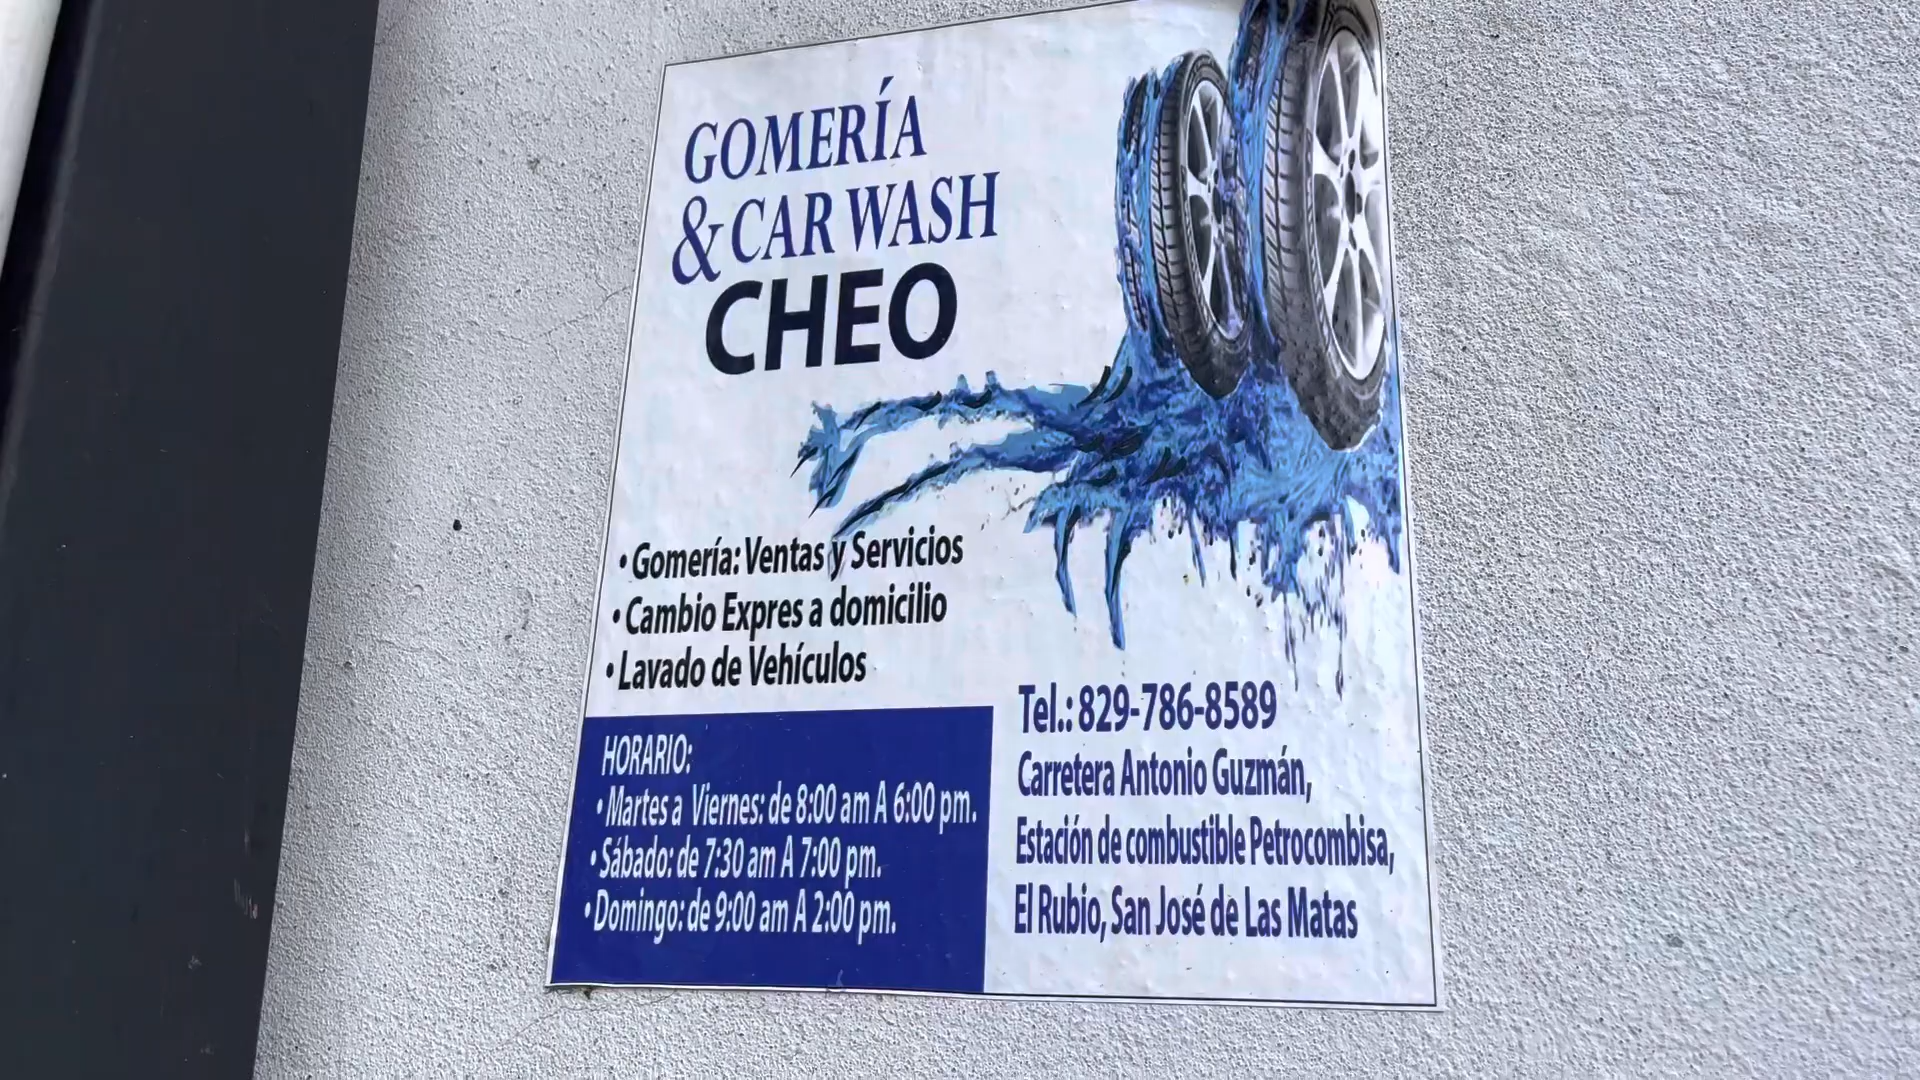 GOMERÍA
& CAR WASH
CHEO
• Gomería: Ventas y Servicios
• Cambio Expres a domicilio
• Lavado de Vehículos
HORARIO:
• Martes a Viernes: de 8:00 am A 6:00 pm.
• Sábado: de 7:30 am A 7:00 pm.
• Domingo: de 9:00 am A 2:00 pm.
Tel.: 829-786-8589
Carretera Antonio Guzmán,
Estación de combustible Petrocombisa,
El Rubio, San José de Las Matas